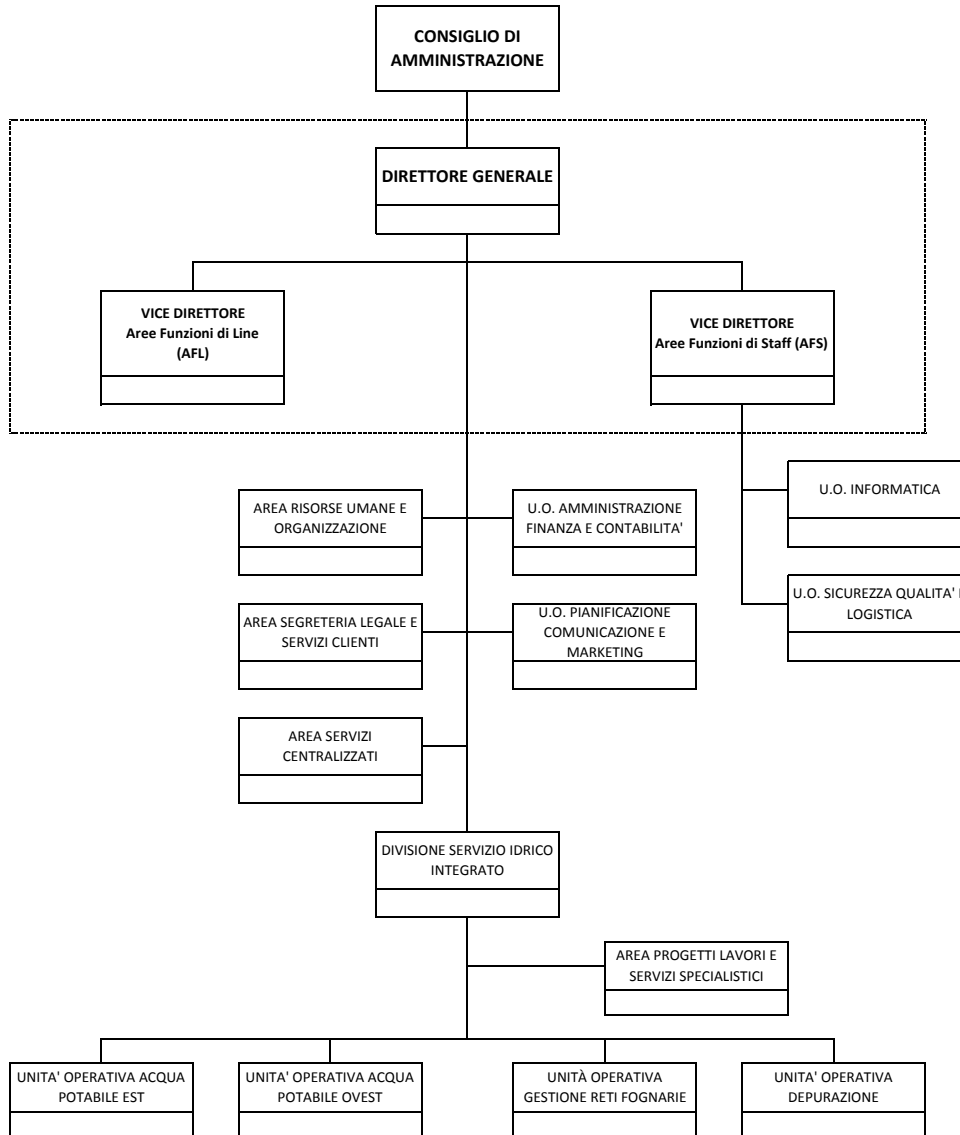 CONSIGLIO DI
AMMINISTRAZIONE
DIRETTORE GENERALE
VICE DIRETTORE
Aree Funzioni di Line
(AFL)
VICE DIRETTORE
Aree Funzioni di Staff (AFS)
U.O. INFORMATICA
AREA RISORSE UMANE E
ORGANIZZAZIONE
U.O. AMMINISTRAZIONE
FINANZA E CONTABILITA'
U.O. SICUREZZA QUALITA'
LOGISTICA
AREA SEGRETERIA LEGALE E
SERVIZI CLIENTI
U.O. PIANIFICAZIONE
COMUNICAZIONE E
MARKETING
AREA SERVIZI
CENTRALIZZATI
DIVISIONE SERVIZIO IDRICO
INTEGRATO
AREA PROGETTI LAVORI E
SERVIZI SPECIALISTICI
UNITA' OPERATIVA ACQUA
POTABILE EST
UNITA' OPERATIVA ACQUA
POTABILE OVEST
UNITÀ OPERATIVA
GESTIONE RETI FOGNARIE
UNITA' OPERATIVA
DEPURAZIONE